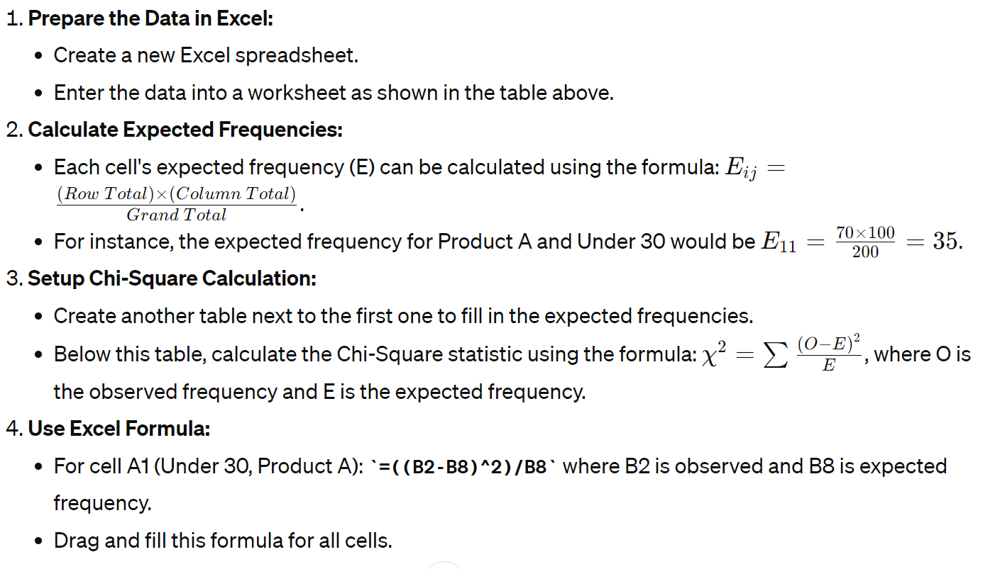 1. Prepare the Data in Excel:
• Create a new Excel spreadsheet.
• Enter the data into a worksheet as shown in the table above.
2. Calculate Expected Frequencies:
• Each cell's expected frequency (E) can be calculated using the formula: $E_{ij} =$
$\frac{(Row\ Total)\times(Column\ Total)}{Grand\ Total}$.
• For instance, the expected frequency for Product A and Under 30 would be $E_{11} = \frac{70\times100}{200} = 35$.
3. Setup Chi-Square Calculation:
• Create another table next to the first one to fill in the expected frequencies.
• Below this table, calculate the Chi-Square statistic using the formula: $\chi^2 = \sum \frac{(O-E)^2}{E}$, where O is
the observed frequency and E is the expected frequency.
4. Use Excel Formula:
• For cell A1 (Under 30, Product A): `=((B2-B8)^2)/B8` where B2 is observed and B8 is expected
frequency.
• Drag and fill this formula for all cells.